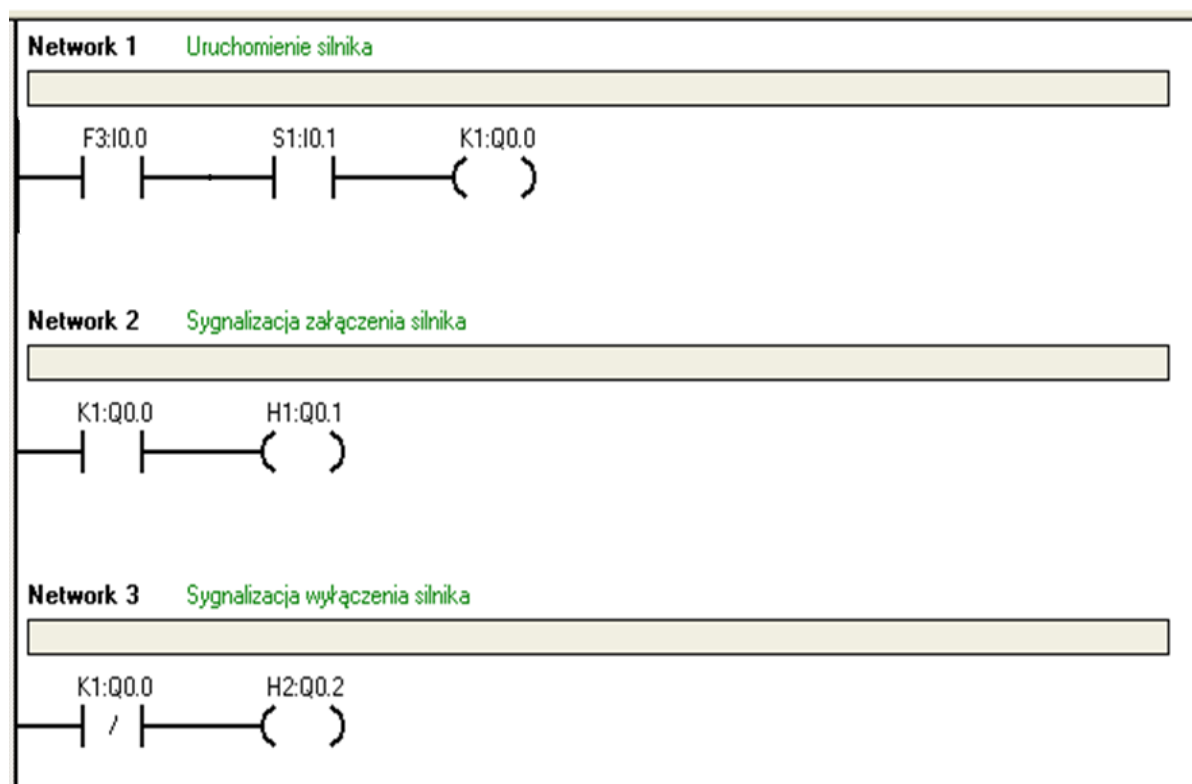 Network 1 Uruchomienie silnika
F3:I0.0 S1:I0.1 K1:Q0.0
Network 2 Sygnalizacja załączenia silnika
K1:Q0.0 H1:Q0.1
Network 3 Sygnalizacja wyłączenia silnika
K1:Q0.0 H2:Q0.2
/